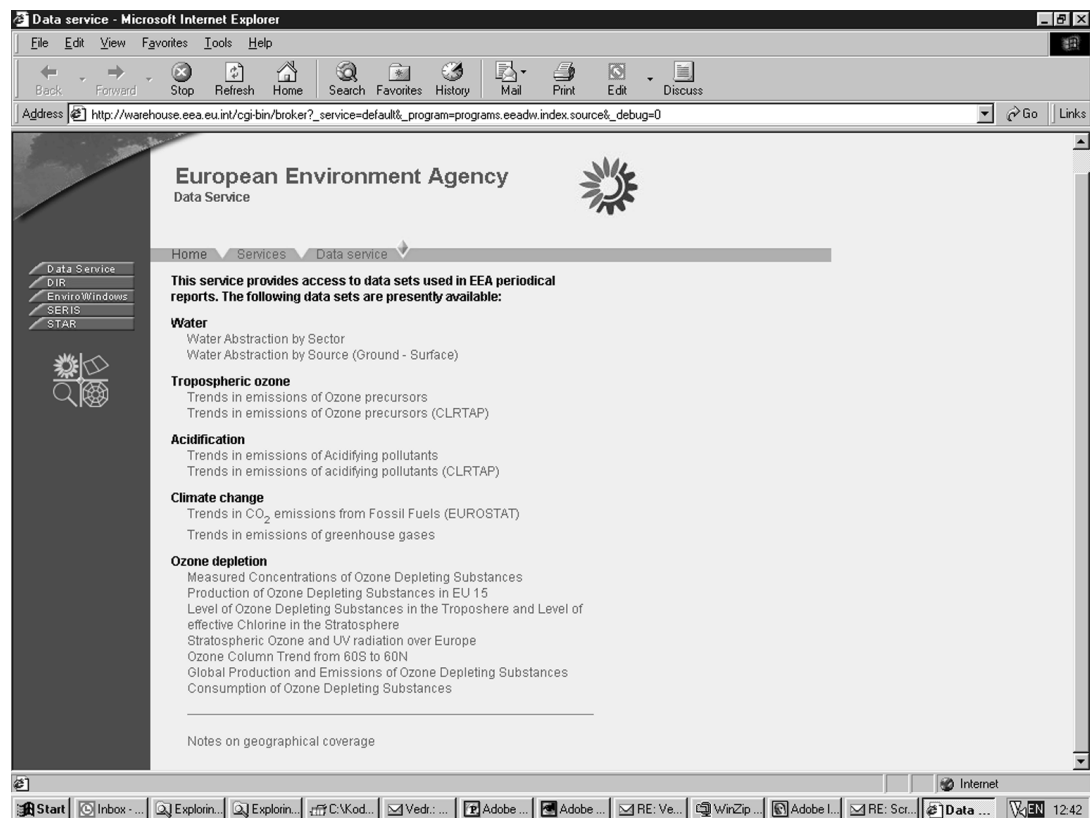 Data service - Microsoft Internet Explorer
File Edit View Favorites Tools Help
Back Forward Stop Refresh Home Search Favorites History Mail Print Edit Discuss
Address http://warehouse.eea.eu.int/cgi-bin/broker?_service=default&_program=programs.eeadw.index.source&_debug=0 Go Links
European Environment Agency
Data Service
Home Services Data service
Data Service
DIR
EnviroWindows
SERIS
STAR
This service provides access to data sets used in EEA periodical
reports. The following data sets are presently available:
Water
Water Abstraction by Sector
Water Abstraction by Source (Ground - Surface)
Tropospheric ozone
Trends in emissions of Ozone precursors
Trends in emissions of Ozone precursors (CLRTAP)
Acidification
Trends in emissions of Acidifying pollutants
Trends in emissions of acidifying pollutants (CLRTAP)
Climate change
Trends in CO2 emissions from Fossil Fuels (EUROSTAT)
Trends in emissions of greenhouse gases
Ozone depletion
Measured Concentrations of Ozone Depleting Substances
Production of Ozone Depleting Substances in EU 15
Level of Ozone Depleting Substances in the Troposhere and Level of
effective Chlorine in the Stratosphere
Stratospheric Ozone and UV radiation over Europe
Ozone Column Trend from 60S to 60N
Global Production and Emissions of Ozone Depleting Substances
Consumption of Ozone Depleting Substances
Notes on geographical coverage
Internet
Start Inbox - ... Explorin... Explorin... C:\Kod... Vedr.: ... Adobe ... Adobe ... RE: Ve... WinZip ... Adobe I... RE: Scr... Data ... EN 12:42